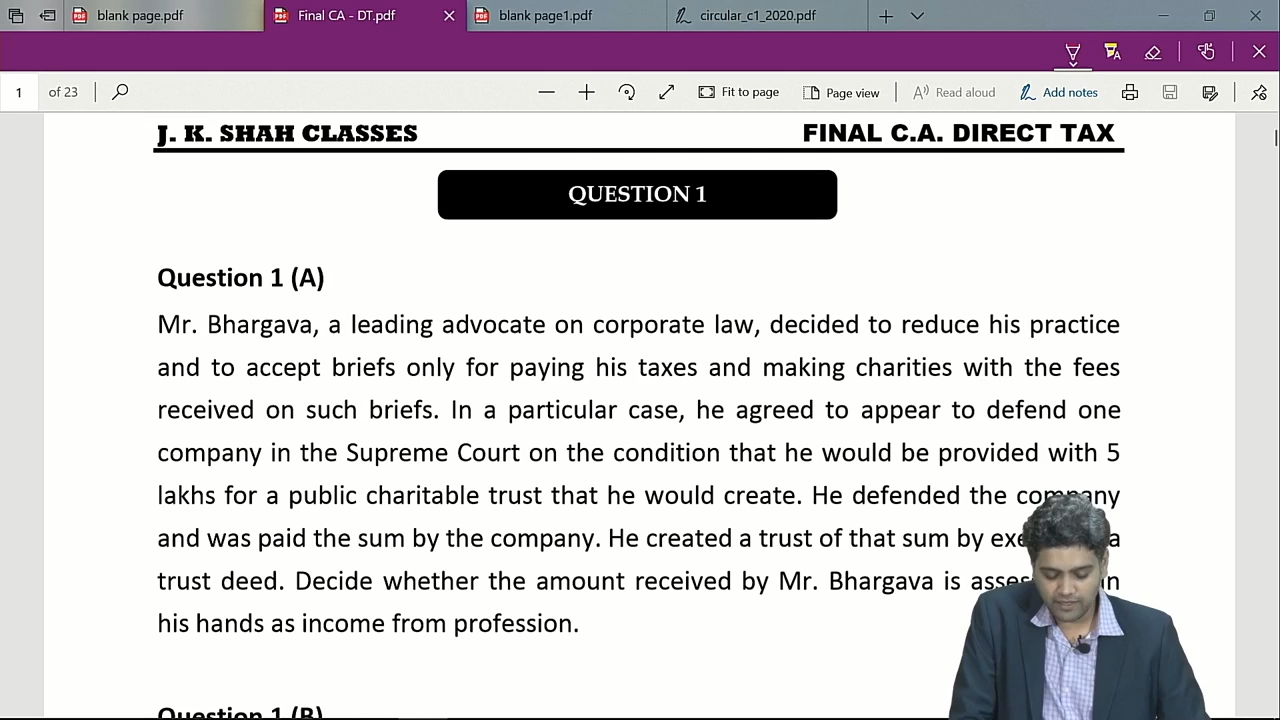 blank page.pdf
Final CA - DT.pdf
blank page1.pdf
circular_c1_2020.pdf
1 of 23
Fit to page
Page view
Read aloud
Add notes
J. K. SHAH CLASSES
FINAL C.A. DIRECT TAX
QUESTION 1
Question 1 (A)
Mr. Bhargava, a leading advocate on corporate law, decided to reduce his practice
and to accept briefs only for paying his taxes and making charities with the fees
received on such briefs. In a particular case, he agreed to appear to defend one
company in the Supreme Court on the condition that he would be provided with 5
lakhs for a public charitable trust that he would create. He defended the company
and was paid the sum by the company. He created a trust of that sum by a
trust deed. Decide whether the amount received by Mr. Bhargava is
his hands as income from profession.
Question 1 (B)